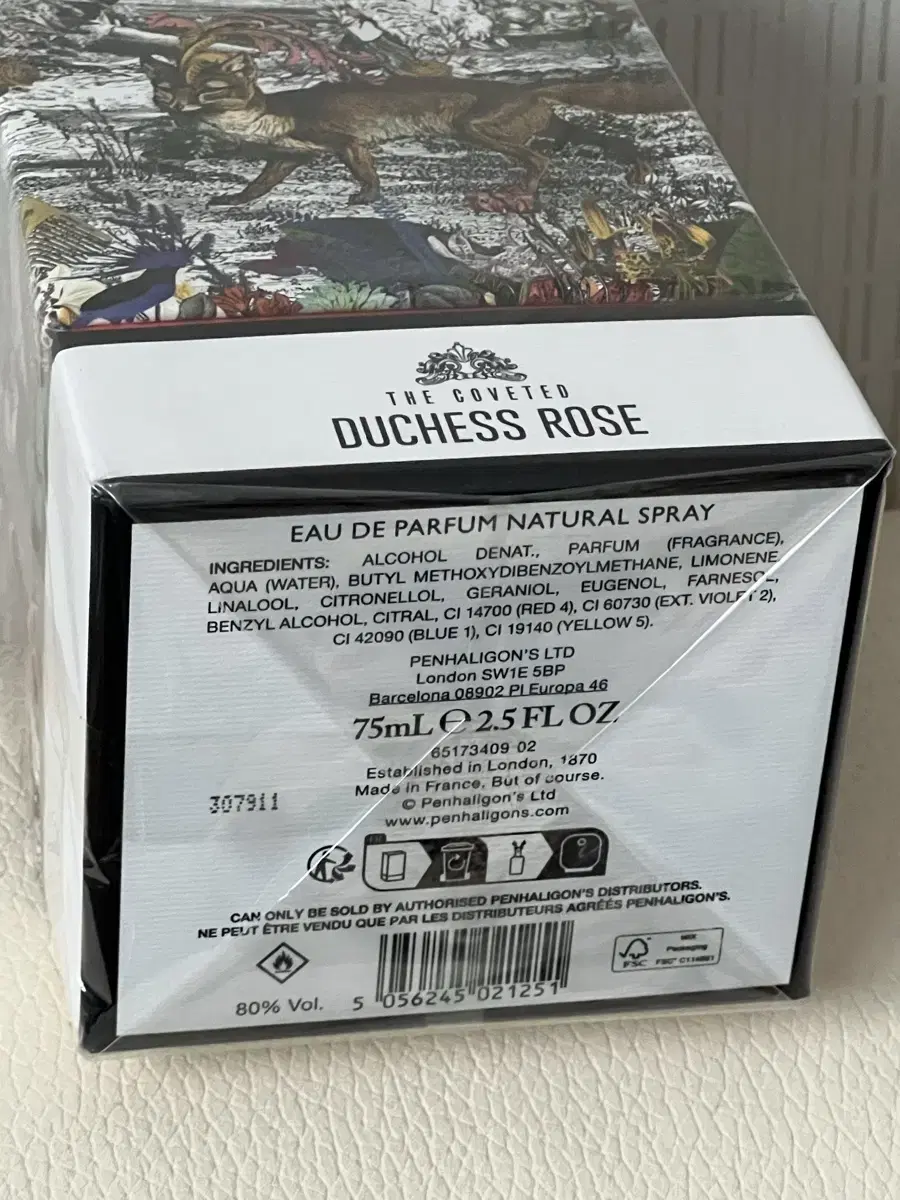 THE COVETED
DUCHESS ROSE
EAU DE PARFUM NATURAL SPRAY
INGREDIENTS: ALCOHOL DENAT., PARFUM (FRAGRANCE),
AQUA (WATER), BUTYL METHOXYDIBENZOYLMETHANE, LIMONENE,
LINALOOL, CITRONELLOL, GERANIOL, EUGENOL, FARNESOL,
BENZYL ALCOHOL, CITRAL, CI 14700 (RED 4), CI 60730 (EXT. VIOLET 2),
CI 42090 (BLUE 1), CI 19140 (YELLOW 5).
PENHALIGON'S LTD
London SW1E 5BP
Barcelona 08902 Pl Europa 46
75mL ℮ 2.5 FL OZ
65173409 02
Established in London, 1870
Made in France, But of course.
© Penhaligon's Ltd
www.penhaligons.com
307911
CAN ONLY BE SOLD BY AUTHORISED PENHALIGON'S DISTRIBUTORS.
NE PEUT ÊTRE VENDU QUE PAR LES DISTRIBUTEURS AGRÉÉS PENHALIGON'S.
80% Vol.
5 056245 021251
FSC
MIX
Packaging